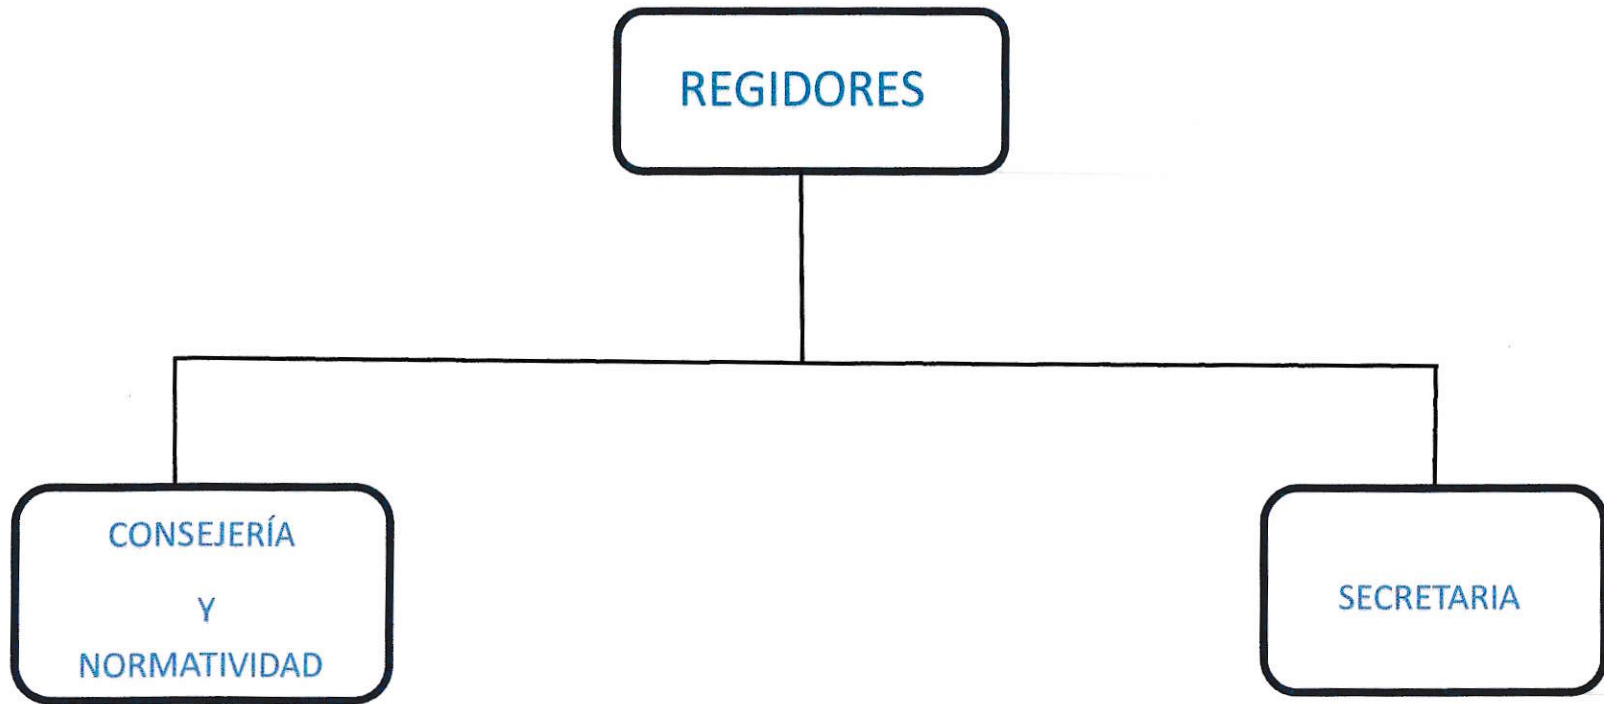 REGIDORES
CONSEJERÍA
Y
NORMATIVIDAD
SECRETARIA